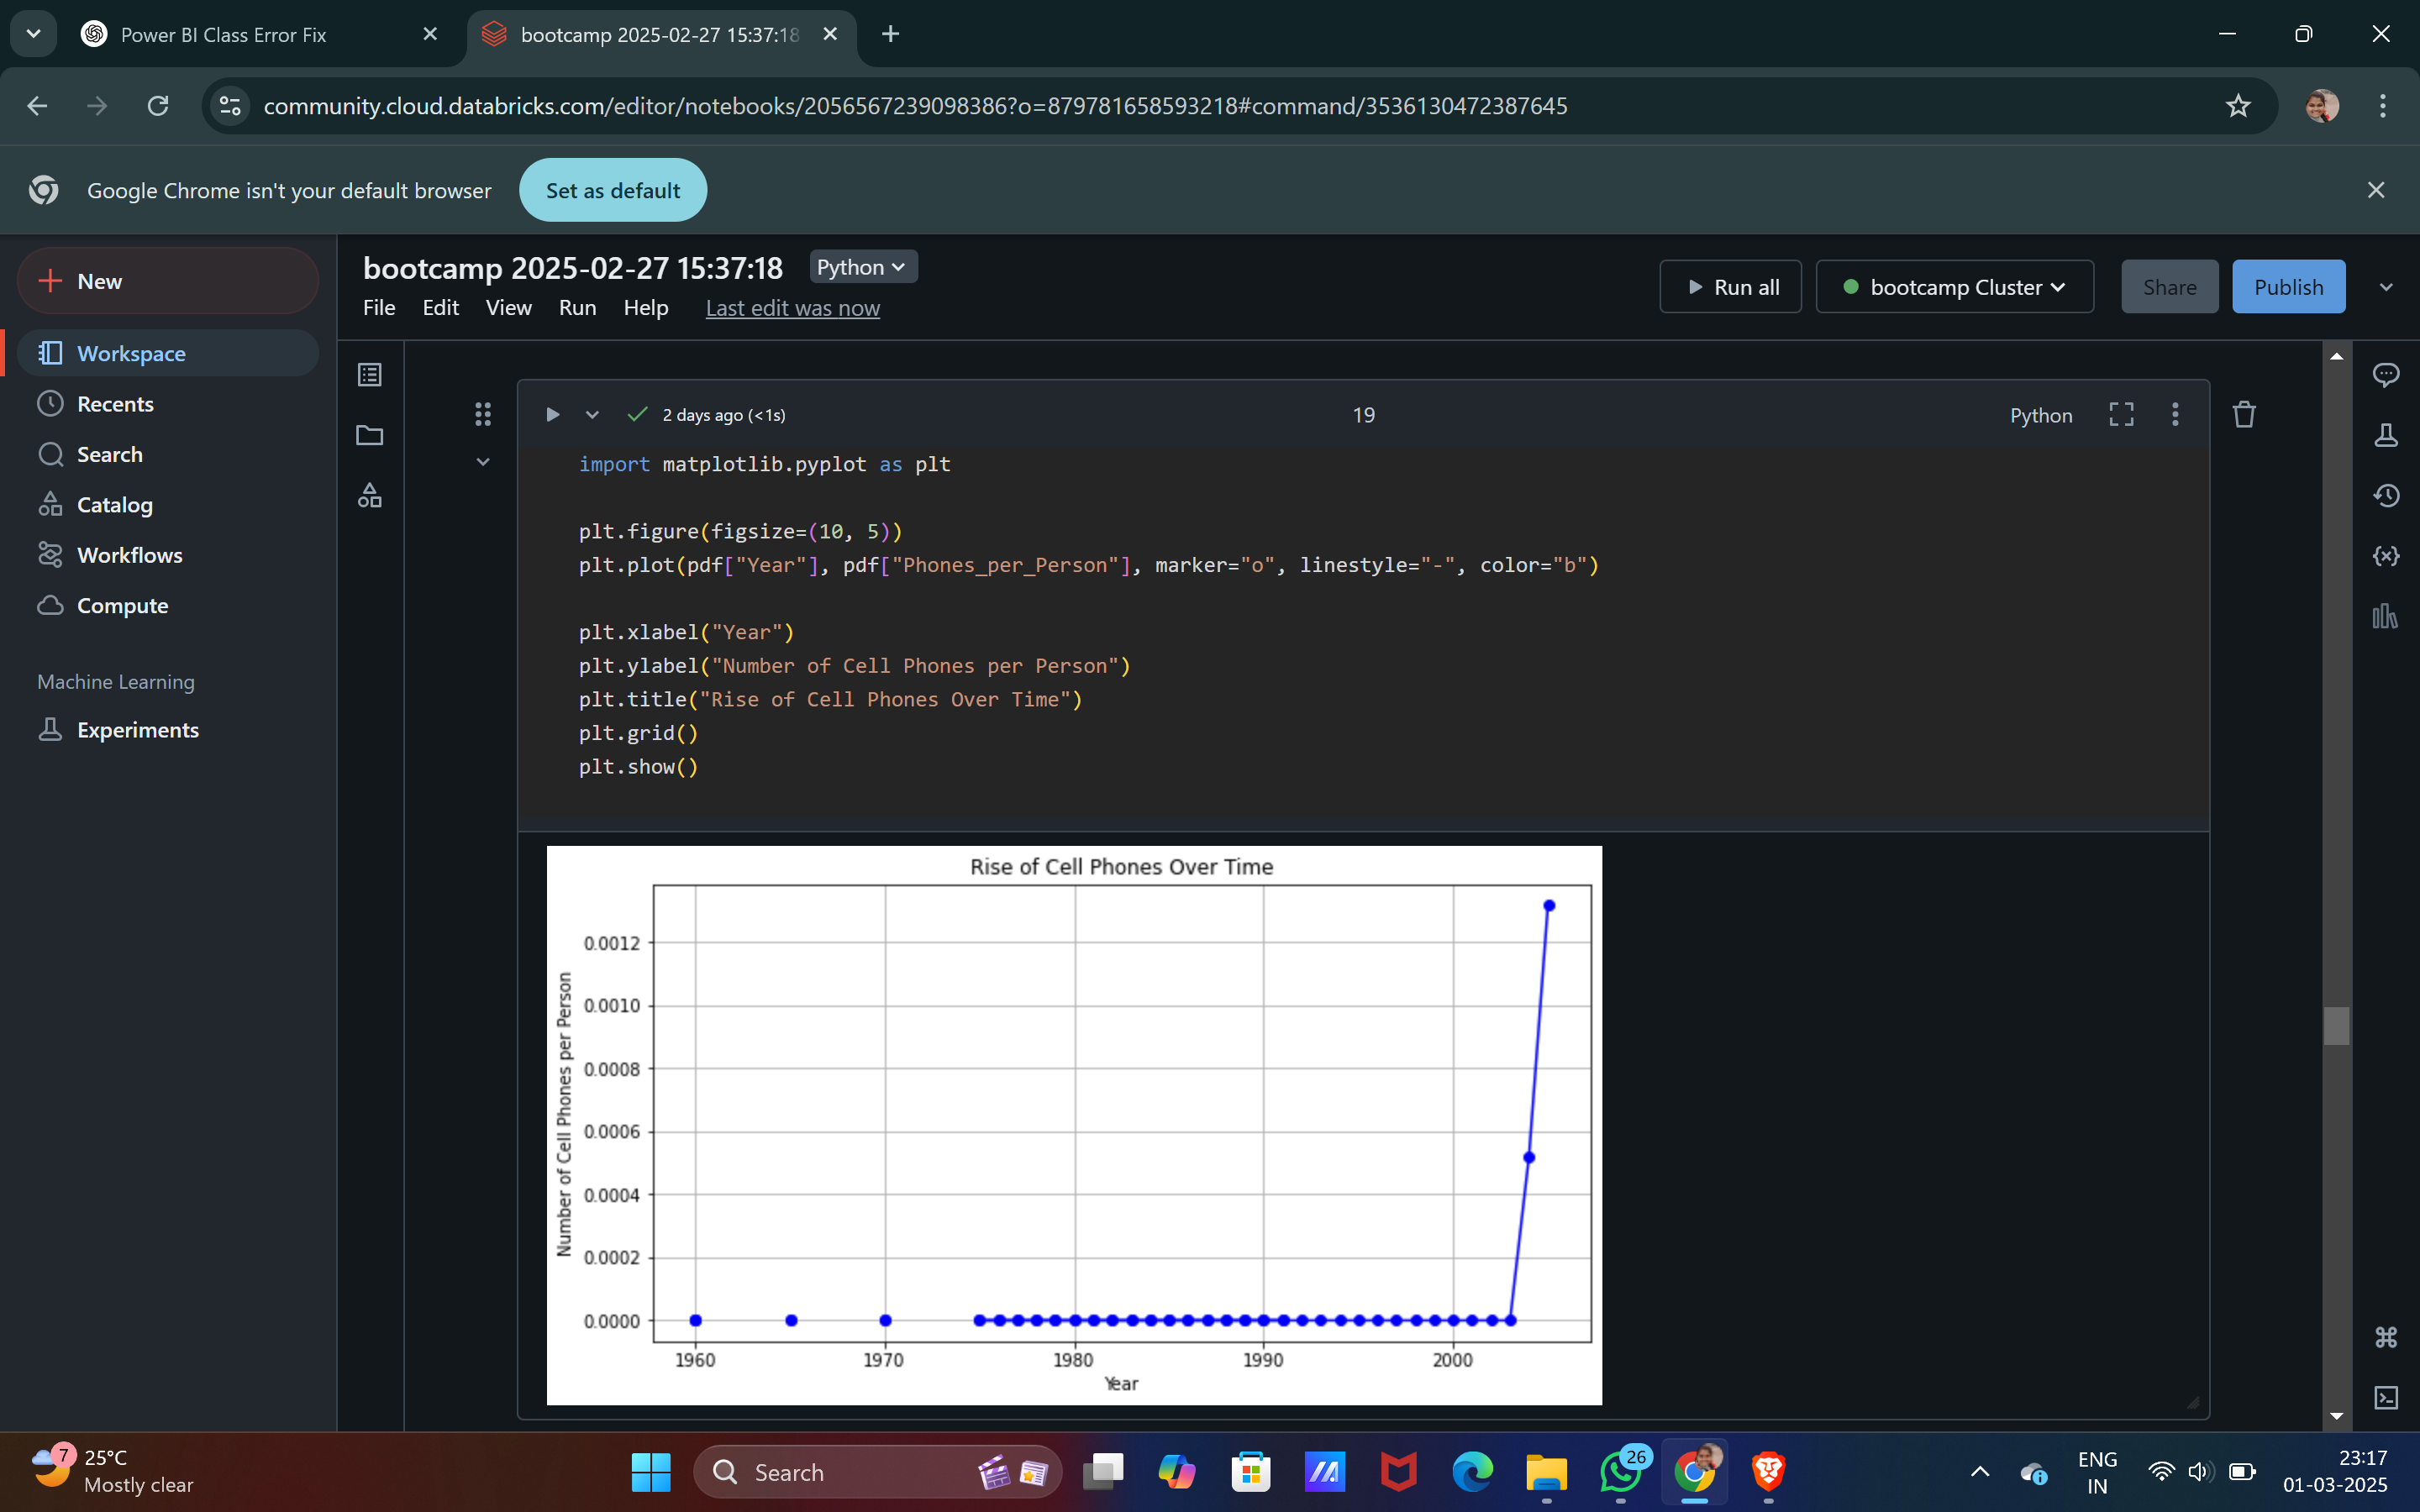 Power BI Class Error Fix
bootcamp 2025-02-27 15:37:18
community.cloud.databricks.com/editor/notebooks/2056567239098386?o=879781658593218#command/3536130472387645
Google Chrome isn't your default browser
Set as default
New
Workspace
Recents
Search
Catalog
Workflows
Compute
Machine Learning
Experiments
bootcamp 2025-02-27 15:37:18
Python
File Edit View Run Help Last edit was now
Run all
bootcamp Cluster
Share
Publish
2 days ago (<1s)
19
Python
import matplotlib.pyplot as plt
plt.figure(figsize=(10, 5))
plt.plot(pdf["Year"], pdf["Phones_per_Person"], marker="o", linestyle="-", color="b")
plt.xlabel("Year")
plt.ylabel("Number of Cell Phones per Person")
plt.title("Rise of Cell Phones Over Time")
plt.grid()
plt.show()
Rise of Cell Phones Over Time
Number of Cell Phones per Person
0.0012
0.0010
0.0008
0.0006
0.0004
0.0002
0.0000
1960 1970 1980 1990 2000
Year
7
25°C
Mostly clear
Search
26
ENG
IN
23:17
01-03-2025